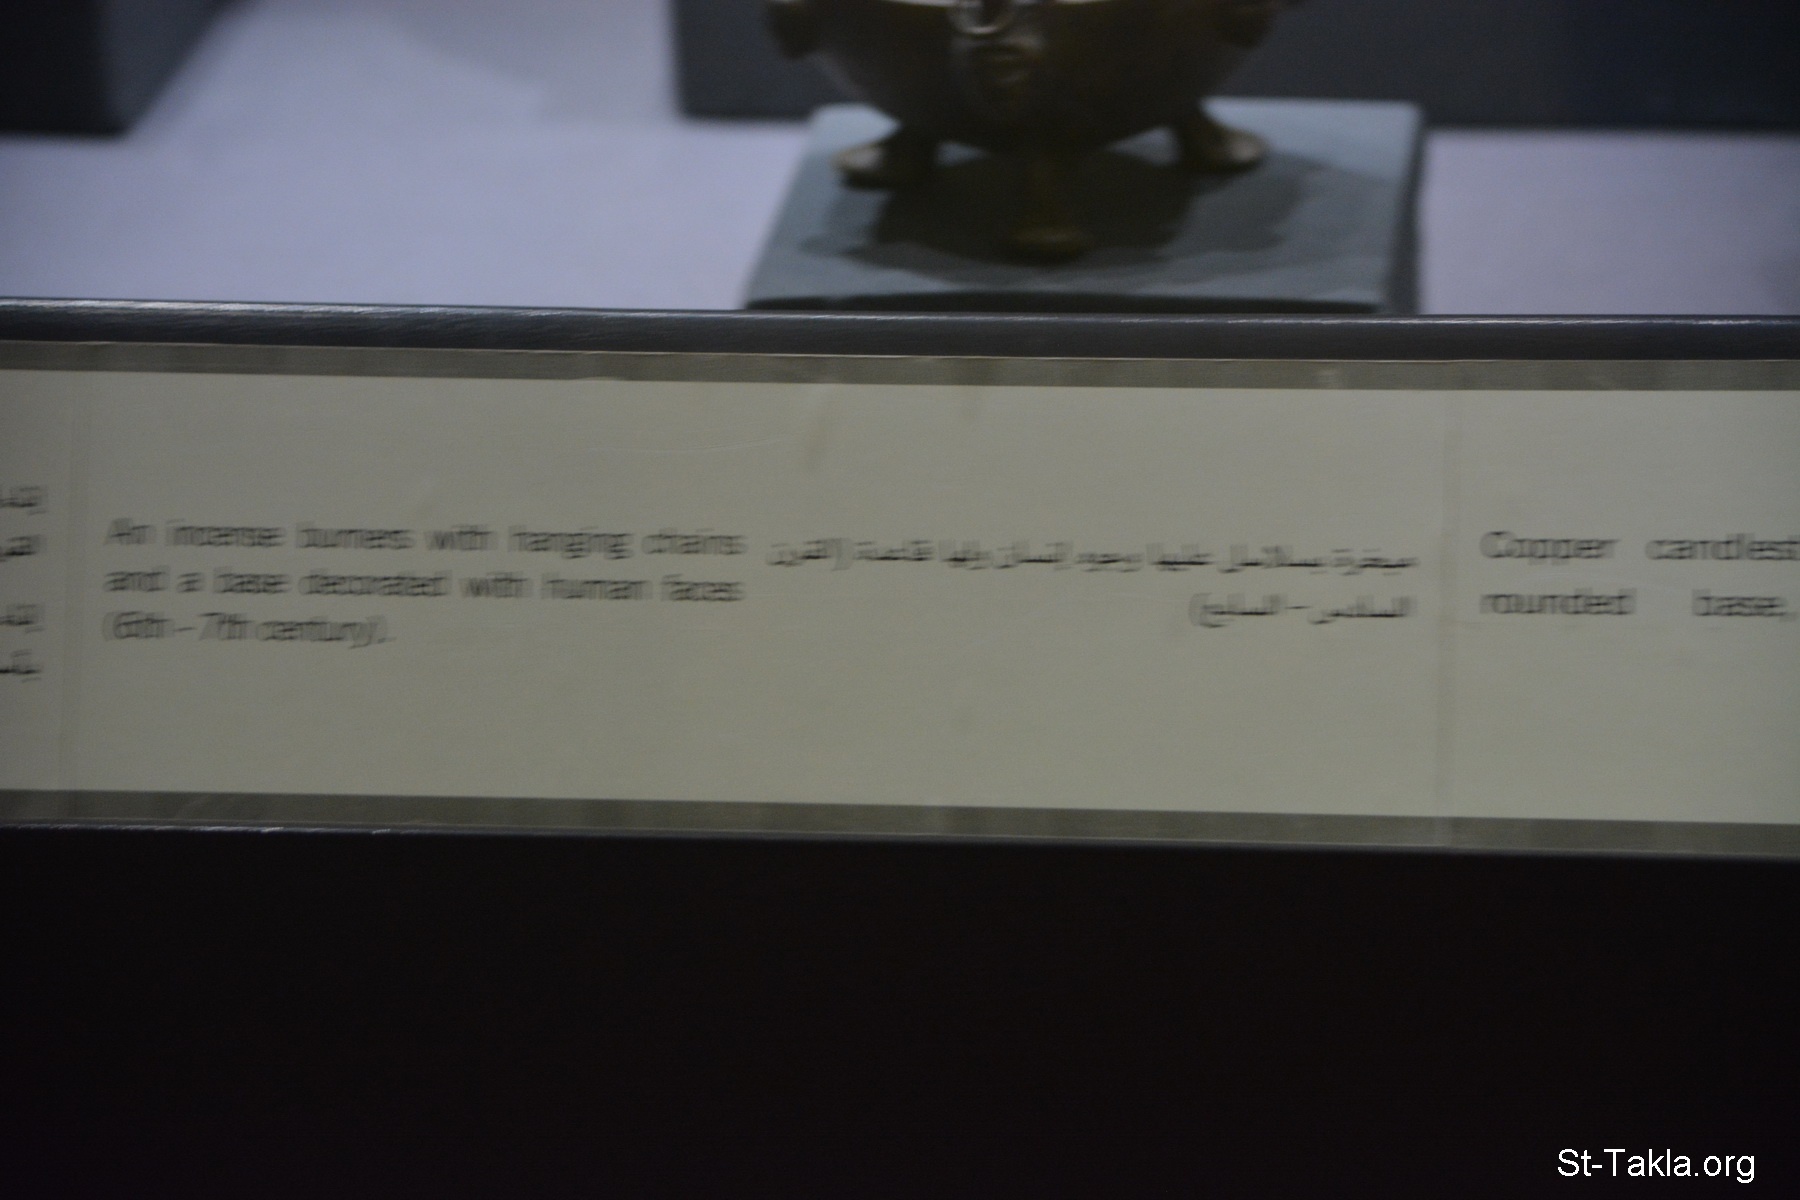 An incense burners with hanging chains
and a base decorated with human faces
(6th - 7th century).
مبخرة بسلاسل عليها وجوه إنسان ولها قاعدة (القرن
السادس - السابع)
Copper
rounded base,
St-Takla.org